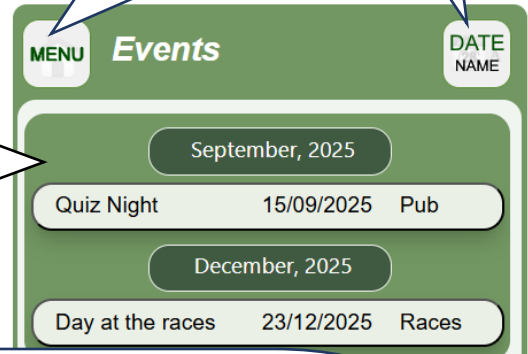 MENU Events DATE
NAME
September, 2025
Quiz Night 15/09/2025 Pub
December, 2025
Day at the races 23/12/2025 Races